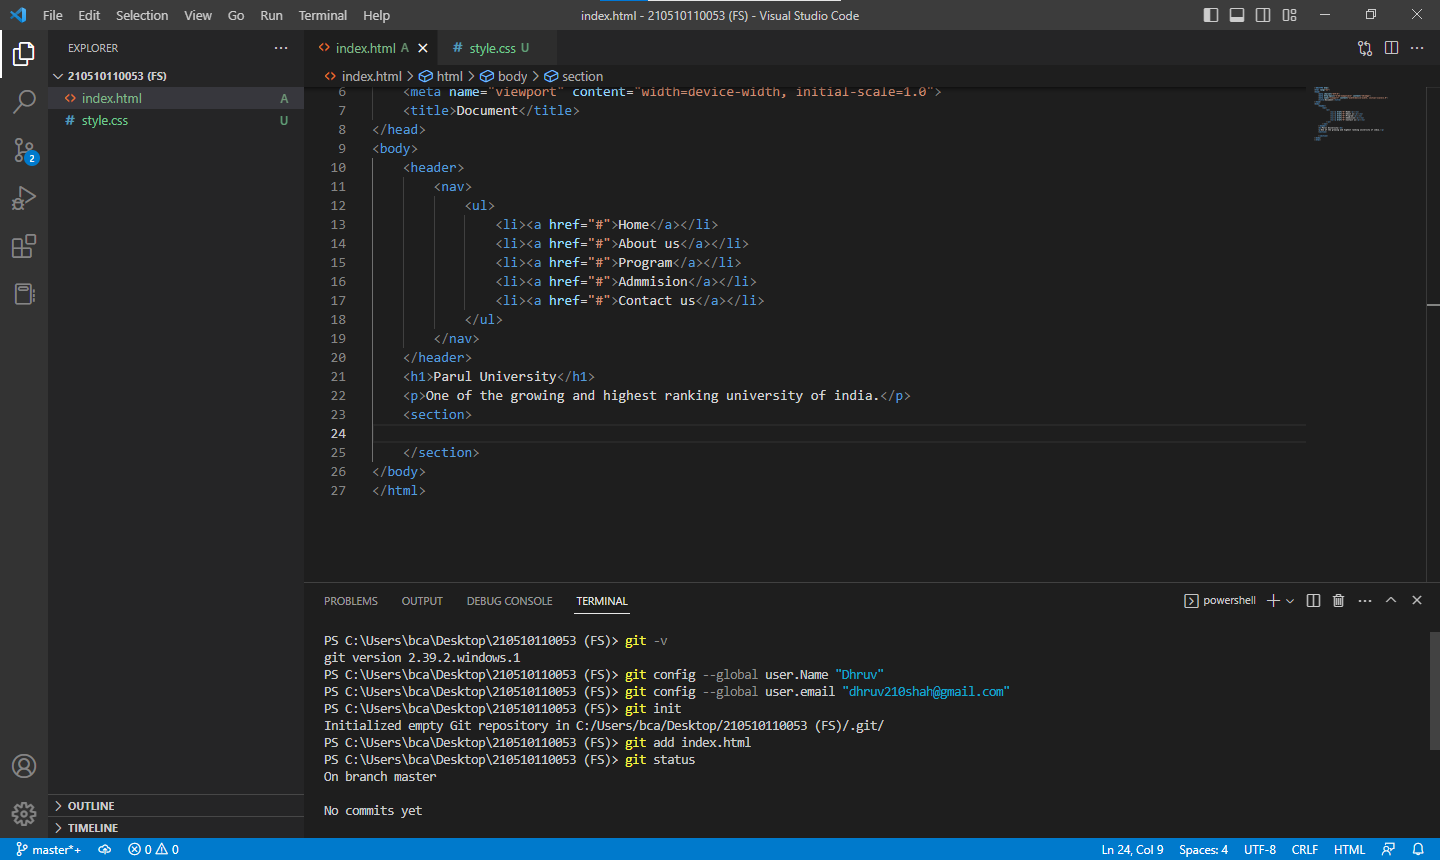 File Edit Selection View Go Run Terminal Help index.html - 210510110053 (FS) - Visual Studio Code
EXPLORER
210510110053 (FS)
index.html A
style.css U
2
OUTLINE
TIMELINE
index.html A style.css U
index.html > html > body > section
6 <meta name="viewport" content="width=device-width, initial-scale=1.0">
7 <title>Document</title>
8 </head>
9 <body>
10 <header>
11 <nav>
12 <ul>
13 <li><a href="#">Home</a></li>
14 <li><a href="#">About us</a></li>
15 <li><a href="#">Program</a></li>
16 <li><a href="#">Admmision</a></li>
17 <li><a href="#">Contact us</a></li>
18 </ul>
19 </nav>
20 </header>
21 <h1>Parul University</h1>
22 <p>One of the growing and highest ranking university of india.</p>
23 <section>
24
25 </section>
26 </body>
27 </html>
PROBLEMS OUTPUT DEBUG CONSOLE TERMINAL powershell
PS C:\Users\bca\Desktop\210510110053 (FS)> git -v
git version 2.39.2.windows.1
PS C:\Users\bca\Desktop\210510110053 (FS)> git config --global user.Name "Dhruv"
PS C:\Users\bca\Desktop\210510110053 (FS)> git config --global user.email "dhruv210shah@gmail.com"
PS C:\Users\bca\Desktop\210510110053 (FS)> git init
Initialized empty Git repository in C:/Users/bca/Desktop/210510110053 (FS)/.git/
PS C:\Users\bca\Desktop\210510110053 (FS)> git add index.html
PS C:\Users\bca\Desktop\210510110053 (FS)> git status
On branch master
No commits yet
master*+ 0 0 Ln 24, Col 9 Spaces: 4 UTF-8 CRLF HTML